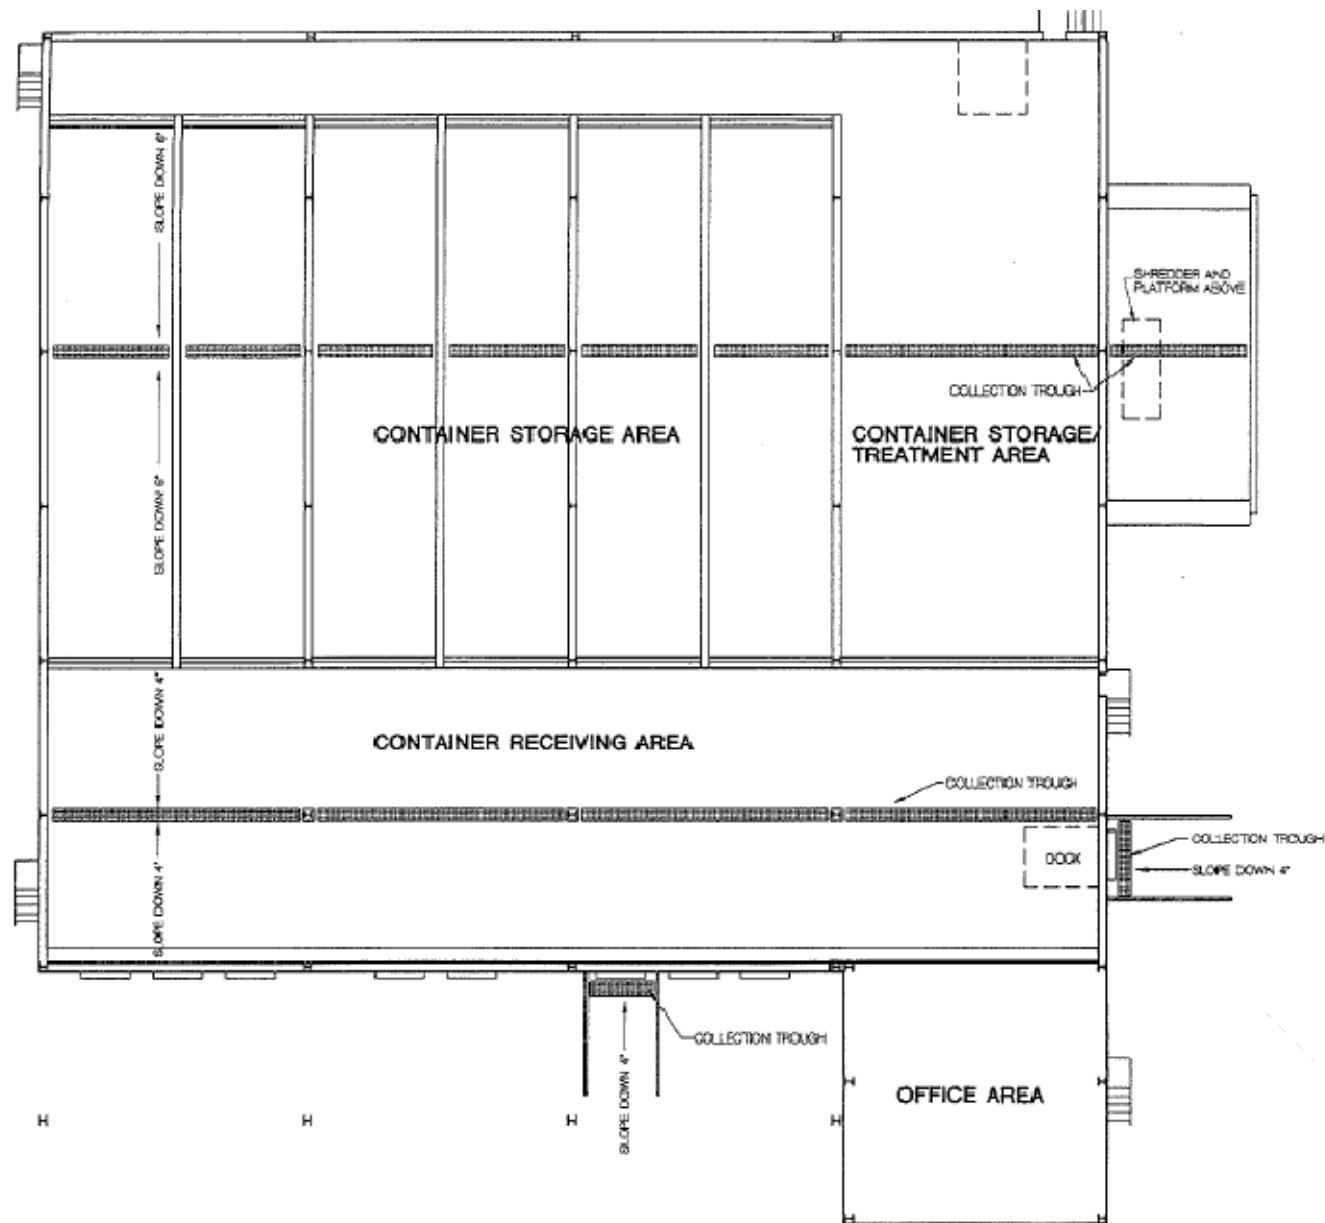 SLOPE DOWN 6"
SHREDDER AND
PLATFORM ABOVE
COLLECTION TROUGH
CONTAINER STORAGE AREA
CONTAINER STORAGE/
TREATMENT AREA
SLOPE DOWN 6"
SLOPE DOWN 4"
CONTAINER RECEIVING AREA
COLLECTION TROUGH
COLLECTION TROUGH
DOCK
SLOPE DOWN 4"
SLOPE DOWN 4"
COLLECTION TROUGH
SLOPE DOWN 4"
OFFICE AREA